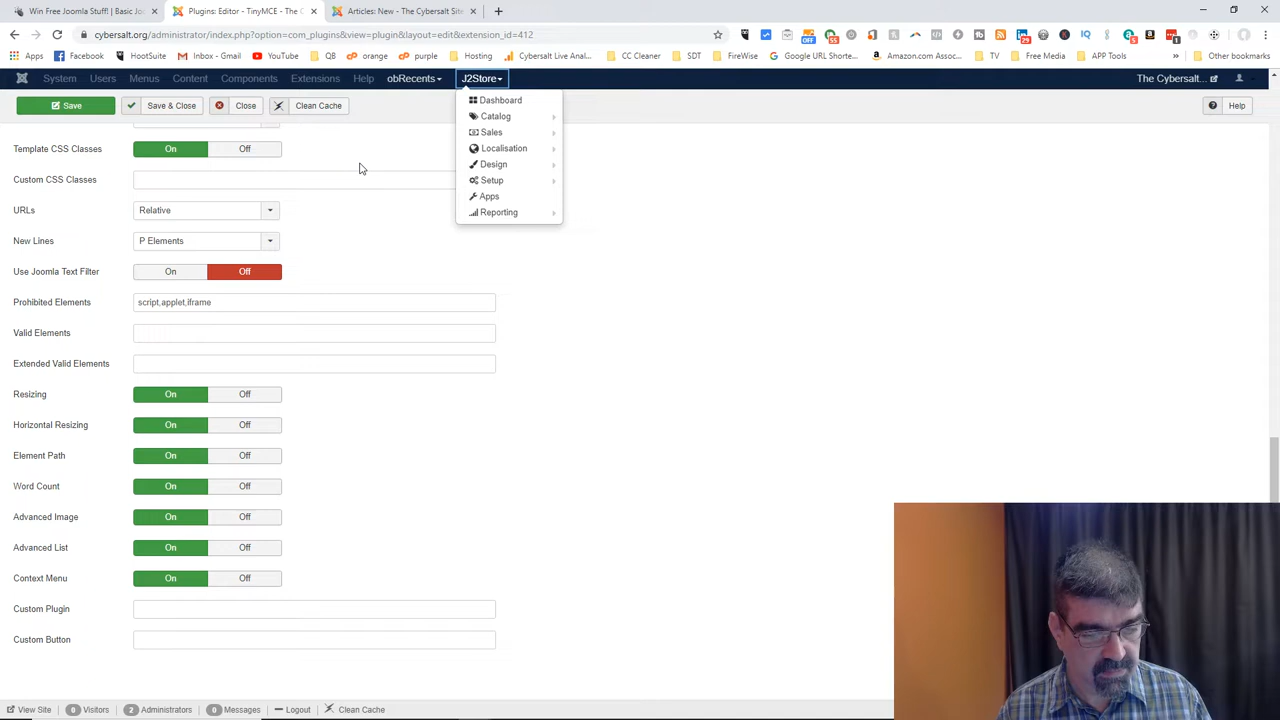 Win Free Joomla Stuff! | Basic Jo Plugins: Editor - TinyMCE - The C Articles: New - The Cybersalt Sit
cybersalt.org/administrator/index.php?option=com_plugins&view=plugin&layout=edit&extension_id=412
Apps Facebook HootSuite Inbox - Gmail YouTube QB orange purple Hosting Cybersalt Live Anal... CC Cleaner SDT FireWise Google URL Shorte... Amazon.com Assoc... TV Free Media APP Tools Other bookmarks
System Users Menus Content Components Extensions Help obRecents J2Store The Cybersalt...
Save Save & Close Close Clean Cache Help
Dashboard
Catalog
Sales
Localisation
Design
Setup
Apps
Reporting
Template CSS Classes On Off
Custom CSS Classes
URLs Relative
New Lines P Elements
Use Joomla Text Filter On Off
Prohibited Elements script,applet,iframe
Valid Elements
Extended Valid Elements
Resizing On Off
Horizontal Resizing On Off
Element Path On Off
Word Count On Off
Advanced Image On Off
Advanced List On Off
Context Menu On Off
Custom Plugin
Custom Button
View Site 0 Visitors 2 Administrators 0 Messages Logout Clean Cache